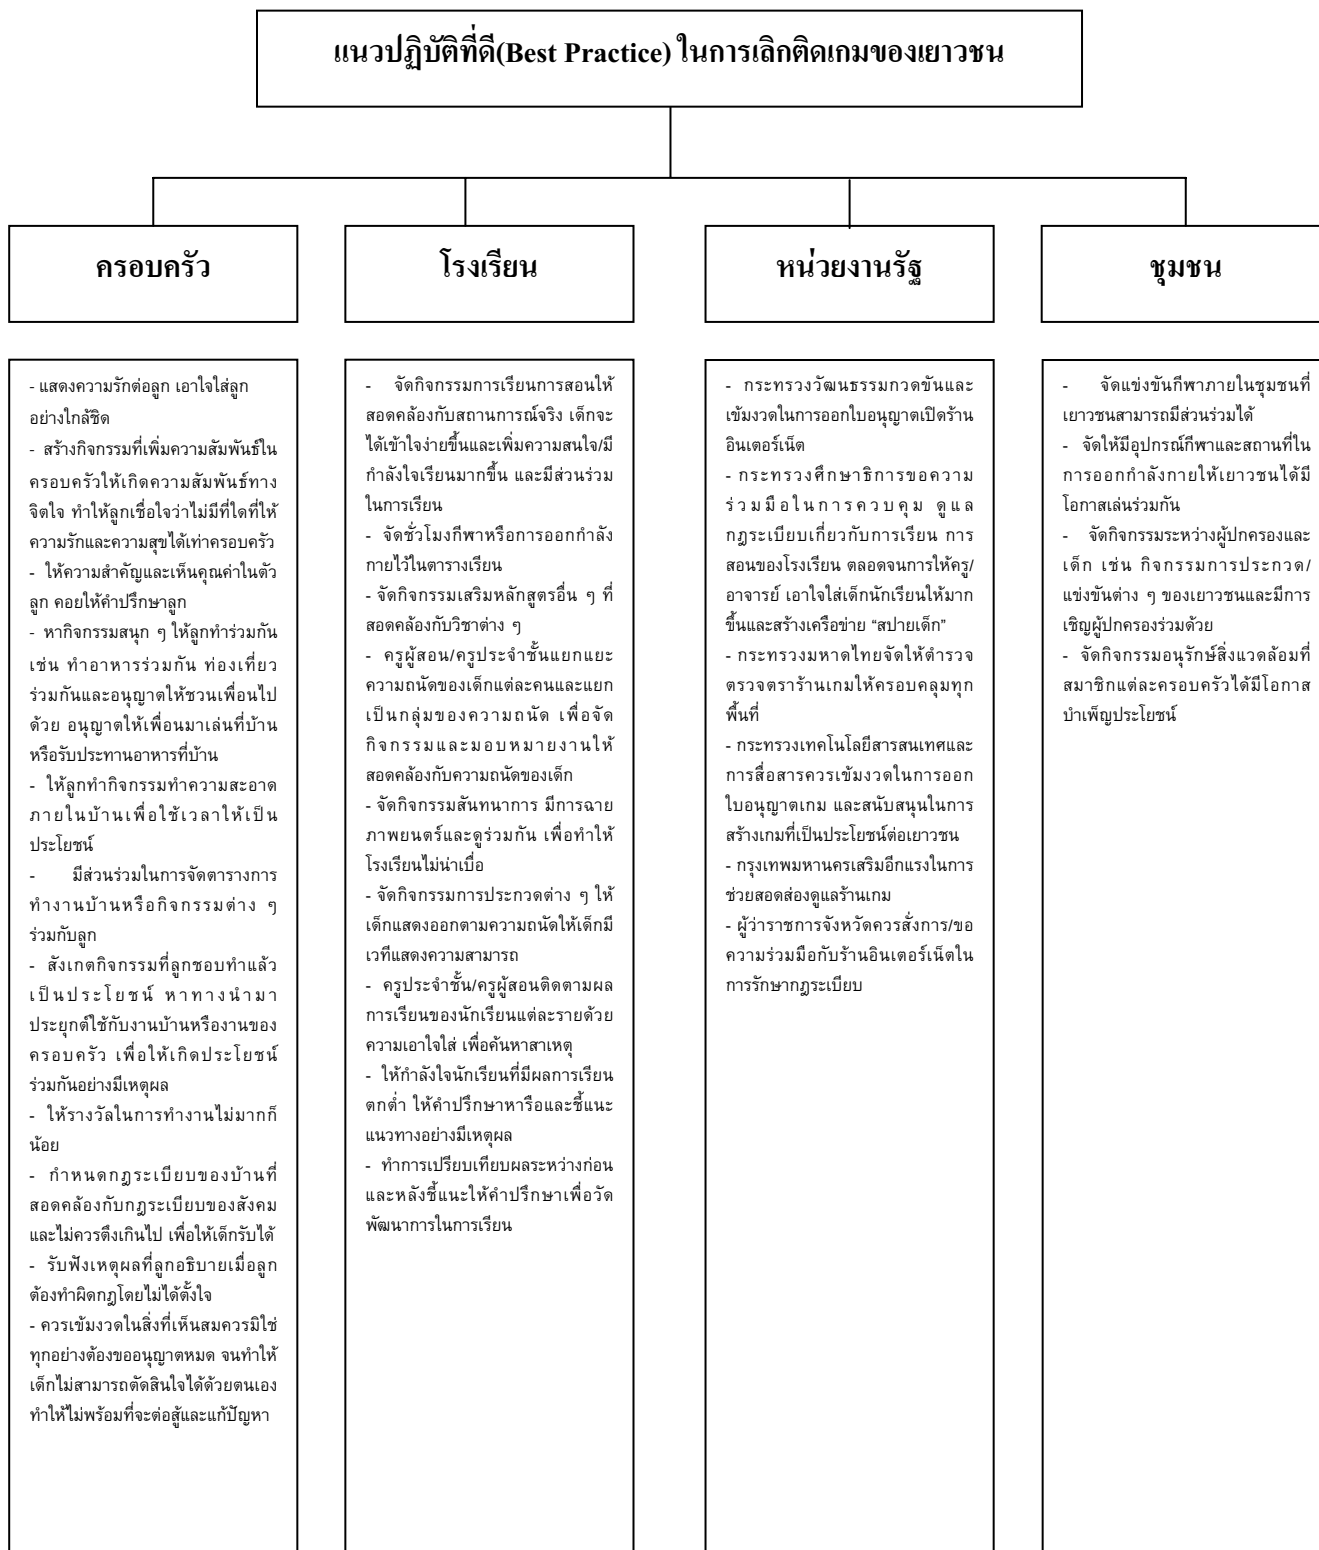 แนวปฏิบัติที่ดี(Best Practice) ในการเลิกติดเกมของเยาวชน
ครอบครัว
- แสดงความรักต่อลูก เอาใจใส่ลูก
อย่างใกล้ชิด
- สร้างกิจกรรมที่เพิ่มความสัมพันธ์ใน
ครอบครัวให้เกิดความสัมพันธ์ทาง
จิตใจ ทำให้ลูกเชื่อใจว่าไม่มีที่ใดที่ให้
ความรักและความสุขได้เท่าครอบครัว
- ให้ความสำคัญและเห็นคุณค่าในตัว
ลูก คอยให้คำปรึกษาลูก
- หากิจกรรมสนุก ๆ ให้ลูกทำร่วมกัน
เช่น ทำอาหารร่วมกัน ท่องเที่ยว
ร่วมกันและอนุญาตให้ชวนเพื่อนไป
ด้วย อนุญาตให้เพื่อนมาเล่นที่บ้าน
หรือรับประทานอาหารที่บ้าน
- ให้ลูกทำกิจกรรมทำความสะอาด
ภายในบ้านเพื่อใช้เวลาให้เป็น
ประโยชน์
- มีส่วนร่วมในการจัดตารางการ
ทำงานบ้านหรือกิจกรรมต่าง ๆ
ร่วมกับลูก
- สังเกตกิจกรรมที่ลูกชอบทำแล้ว
เป็นประโยชน์ หาทางนำมา
ประยุกต์ใช้กับงานบ้านหรืองานของ
ครอบครัว เพื่อให้เกิดประโยชน์
ร่วมกันอย่างมีเหตุผล
- ให้รางวัลในการทำงานไม่มากก็
น้อย
- กำหนดกฎระเบียบของบ้านที่
สอดคล้องกับกฎระเบียบของสังคม
และไม่ควรตึงเกินไป เพื่อให้เด็กรับได้
- รับฟังเหตุผลที่ลูกอธิบายเมื่อลูก
ต้องทำผิดกฎโดยไม่ได้ตั้งใจ
- ควรเข้มงวดในสิ่งที่เห็นสมควรมิใช่
ทุกอย่างต้องขออนุญาตหมด จนทำให้
เด็กไม่สามารถตัดสินใจได้ด้วยตนเอง
ทำให้ไม่พร้อมที่จะต่อสู้และแก้ปัญหา
โรงเรียน
- จัดกิจกรรมการเรียนการสอนให้
สอดคล้องกับสถานการณ์จริง เด็กจะ
ได้เข้าใจง่ายขึ้นและเพิ่มความสนใจ/มี
กำลังใจเรียนมากขึ้น และมีส่วนร่วม
ในการเรียน
- จัดชั่วโมงกีฬาหรือการออกกำลัง
กายไว้ในตารางเรียน
- จัดกิจกรรมเสริมหลักสูตรอื่น ๆ ที่
สอดคล้องกับวิชาต่าง ๆ
- ครูผู้สอน/ครูประจำชั้นแยกแยะ
ความถนัดของเด็กแต่ละคนและแยก
เป็นกลุ่มของความถนัด เพื่อจัด
กิจกรรมและมอบหมายงานให้
สอดคล้องกับความถนัดของเด็ก
- จัดกิจกรรมสันทนาการ มีการฉาย
ภาพยนตร์และดูร่วมกัน เพื่อทำให้
โรงเรียนไม่น่าเบื่อ
- จัดกิจกรรมการประกวดต่าง ๆ ให้
เด็กแสดงออกตามความถนัดให้เด็กมี
เวทีแสดงความสามารถ
- ครูประจำชั้น/ครูผู้สอนติดตามผล
การเรียนของนักเรียนแต่ละรายด้วย
ความเอาใจใส่ เพื่อค้นหาสาเหตุ
- ให้กำลังใจนักเรียนที่มีผลการเรียน
ตกต่ำ ให้คำปรึกษาหารือและชี้แนะ
แนวทางอย่างมีเหตุผล
- ทำการเปรียบเทียบผลระหว่างก่อน
และหลังชี้แนะให้คำปรึกษาเพื่อวัด
พัฒนาการในการเรียน
หน่วยงานรัฐ
- กระทรวงวัฒนธรรมกวดขันและ
เข้มงวดในการออกใบอนุญาตเปิดร้าน
อินเตอร์เน็ต
- กระทรวงศึกษาธิการขอความ
ร่วมมือในการควบคุม ดูแล
กฎระเบียบเกี่ยวกับการเรียน การ
สอนของโรงเรียน ตลอดจนการให้ครู/
อาจารย์ เอาใจใส่เด็กนักเรียนให้มาก
ขึ้นและสร้างเครือข่าย “สปายเด็ก”
- กระทรวงมหาดไทยจัดให้ตำรวจ
ตรวจตราร้านเกมให้ครอบคลุมทุก
พื้นที่
- กระทรวงเทคโนโลยีสารสนเทศและ
การสื่อสารควรเข้มงวดในการออก
ใบอนุญาตเกม และสนับสนุนในการ
สร้างเกมที่เป็นประโยชน์ต่อเยาวชน
- กรุงเทพมหานครเสริมอีกแรงในการ
ช่วยสอดส่องดูแลร้านเกม
- ผู้ว่าราชการจังหวัดควรสั่งการ/ขอ
ความร่วมมือกับร้านอินเตอร์เน็ตใน
การรักษากฎระเบียบ
ชุมชน
- จัดแข่งขันกีฬาภายในชุมชนที่
เยาวชนสามารถมีส่วนร่วมได้
- จัดให้มีอุปกรณ์กีฬาและสถานที่ใน
การออกกำลังกายให้เยาวชนได้มี
โอกาสเล่นร่วมกัน
- จัดกิจกรรมระหว่างผู้ปกครองและ
เด็ก เช่น กิจกรรมการประกวด/
แข่งขันต่าง ๆ ของเยาวชนและมีการ
เชิญผู้ปกครองร่วมด้วย
- จัดกิจกรรมอนุรักษ์สิ่งแวดล้อมที่
สมาชิกแต่ละครอบครัวได้มีโอกาส
บำเพ็ญประโยชน์